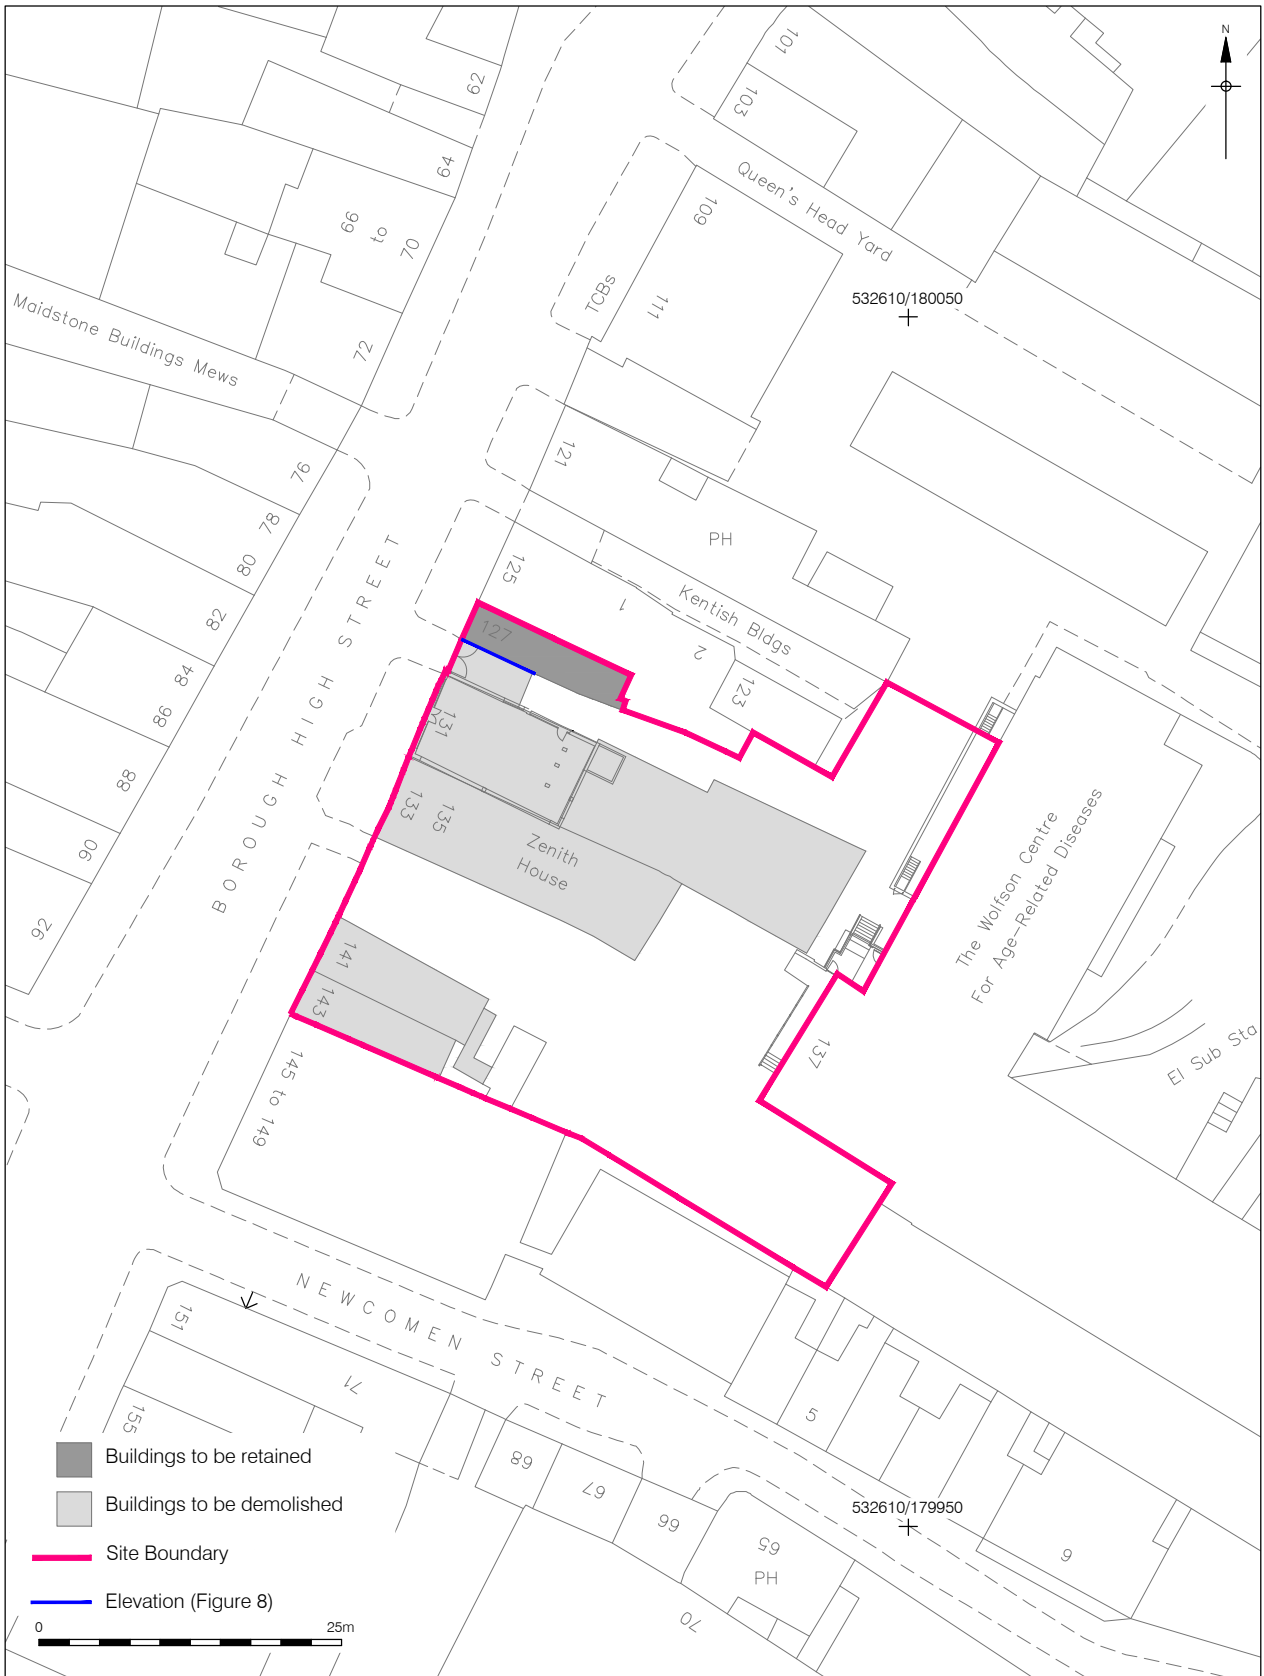 N
101
103
62
64
66
to
70
72
Queen's Head Yard
109
111
TCBs
532610/180050
Maidstone Buildings Mews
76
78
80
82
84
86
88
90
92
121
PH
125
1
2
Kentish Bldgs
123
127
BOROUGH HIGH STREET
131
133
135
Zenith
House
The Wolfson Centre
For Age-Related Diseases
141
143
137
El Sub Sta
145 to 149
NEWCOMEN STREET
151
155
71
5
68
67
66
65
PH
70
6
532610/179950
Buildings to be retained
Buildings to be demolished
Site Boundary
Elevation (Figure 8)
0
25m